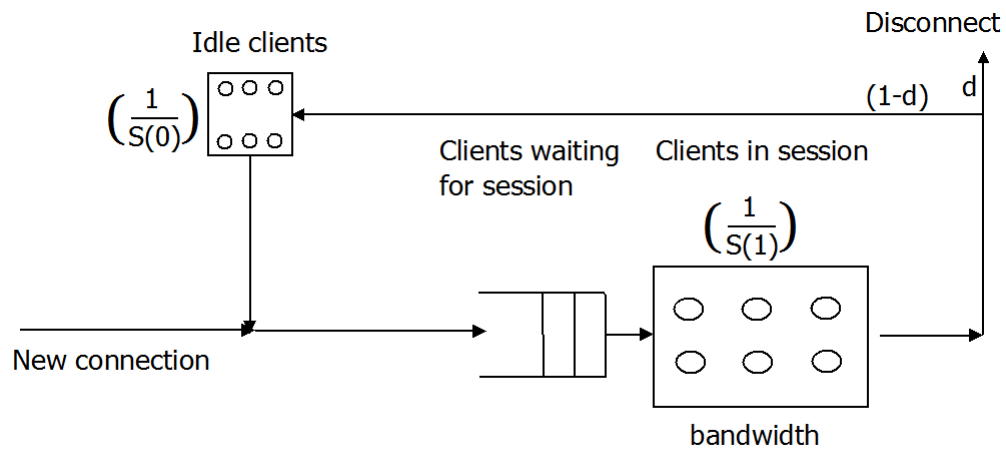 Disconnect
Idle clients
(1/S(0))
(1-d)
d
Clients waiting
for session
Clients in session
(1/S(1))
New connection
bandwidth